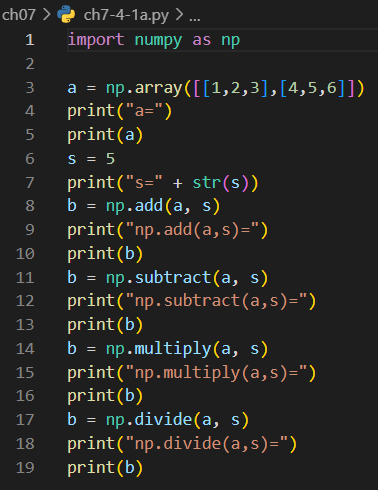 ch07 > ch7-4-1a.py > ...
1 import numpy as np
2
3 a = np.array([[1,2,3],[4,5,6]])
4 print("a=")
5 print(a)
6 s = 5
7 print("s=" + str(s))
8 b = np.add(a, s)
9 print("np.add(a,s)=")
10 print(b)
11 b = np.subtract(a, s)
12 print("np.subtract(a,s)=")
13 print(b)
14 b = np.multiply(a, s)
15 print("np.multiply(a,s)=")
16 print(b)
17 b = np.divide(a, s)
18 print("np.divide(a,s)=")
19 print(b)